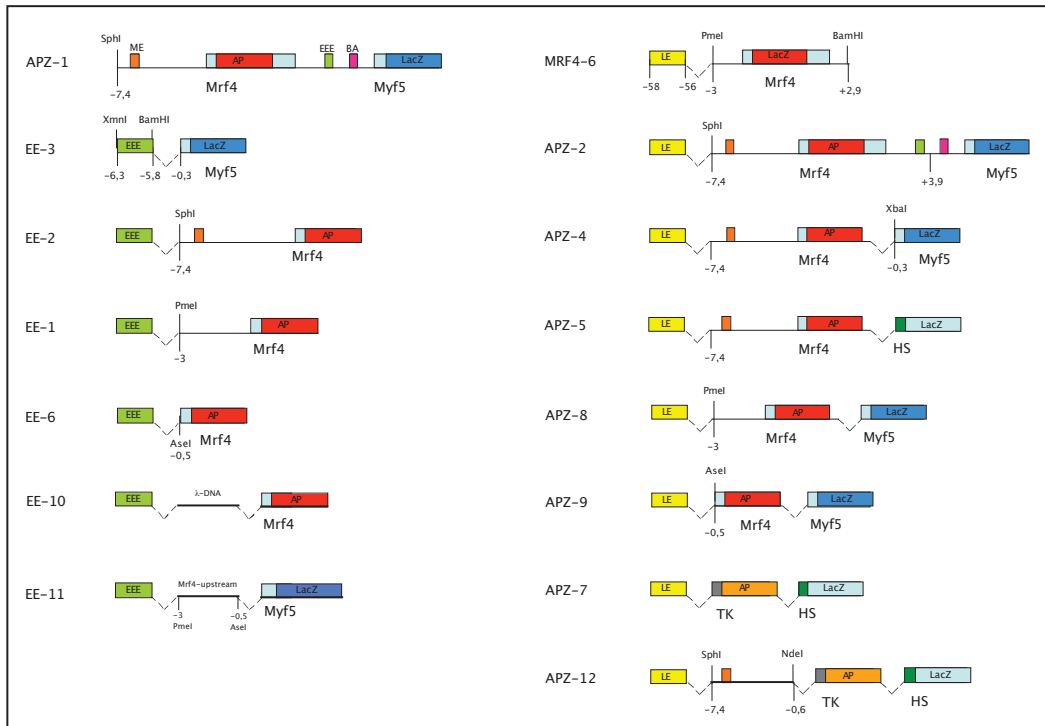 SphI
ME
EEE
BA
APZ-1
AP
LacZ
Mrf4
Myf5
-7,4
XmnI
BamHI
EE-3
EEE
LacZ
-6,3
-5,8
-0,3
Myf5
SphI
EE-2
EEE
AP
-7,4
Mrf4
PmeI
EE-1
EEE
AP
-3
Mrf4
EE-6
EEE
AP
AseI
-0,5
Mrf4
λ-DNA
EE-10
EEE
AP
Mrf4
Mrf4-upstream
EE-11
EEE
LacZ
-3
-0,5
Myf5
PmeI
AseI
PmeI
BamHI
MRF4-6
LE
LacZ
-58
-56
-3
Mrf4
+2,9
SphI
APZ-2
LE
AP
LacZ
-7,4
Mrf4
+3,9
Myf5
XbaI
APZ-4
LE
AP
LacZ
-7,4
Mrf4
-0,3
Myf5
APZ-5
LE
AP
LacZ
-7,4
Mrf4
HS
PmeI
APZ-8
LE
AP
LacZ
-3
Mrf4
Myf5
AseI
APZ-9
LE
AP
LacZ
-0,5
Mrf4
Myf5
APZ-7
LE
AP
LacZ
TK
HS
SphI
NdeI
APZ-12
LE
AP
LacZ
-7,4
-0,6
TK
HS